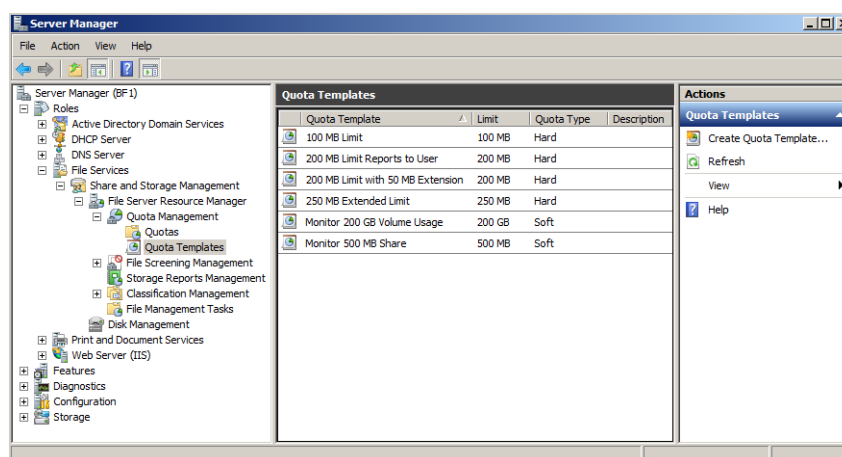 Server Manager
File Action View Help
Server Manager (BF1)
Roles
Active Directory Domain Services
DHCP Server
DNS Server
File Services
Share and Storage Management
File Server Resource Manager
Quota Management
Quotas
Quota Templates
File Screening Management
Storage Reports Management
Classification Management
File Management Tasks
Disk Management
Print and Document Services
Web Server (IIS)
Features
Diagnostics
Configuration
Storage
Quota Templates
Quota Template Limit Quota Type Description
100 MB Limit 100 MB Hard
200 MB Limit Reports to User 200 MB Hard
200 MB Limit with 50 MB Extension 200 MB Hard
250 MB Extended Limit 250 MB Hard
Monitor 200 GB Volume Usage 200 GB Soft
Monitor 500 MB Share 500 MB Soft
Actions
Quota Templates
Create Quota Template...
Refresh
View
Help